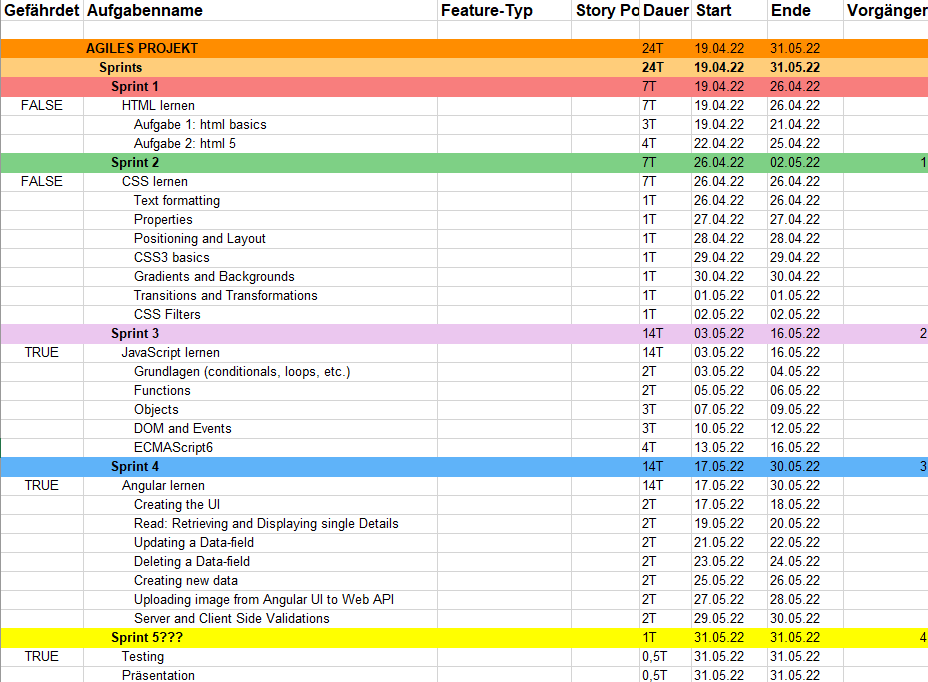 Gefährdet Aufgabenname Feature-Typ Story Po Dauer Start Ende Vorgänger
AGILES PROJEKT 24T 19.04.22 31.05.22
Sprints 24T 19.04.22 31.05.22
Sprint 1 7T 19.04.22 26.04.22
FALSE HTML lernen 7T 19.04.22 26.04.22
Aufgabe 1: html basics 3T 19.04.22 21.04.22
Aufgabe 2: html 5 4T 22.04.22 25.04.22
Sprint 2 7T 26.04.22 02.05.22 1
FALSE CSS lernen 7T 26.04.22 26.04.22
Text formatting 1T 26.04.22 26.04.22
Properties 1T 27.04.22 27.04.22
Positioning and Layout 1T 28.04.22 28.04.22
CSS3 basics 1T 29.04.22 29.04.22
Gradients and Backgrounds 1T 30.04.22 30.04.22
Transitions and Transformations 1T 01.05.22 01.05.22
CSS Filters 1T 02.05.22 02.05.22
Sprint 3 14T 03.05.22 16.05.22 2
TRUE JavaScript lernen 14T 03.05.22 16.05.22
Grundlagen (conditionals, loops, etc.) 2T 03.05.22 04.05.22
Functions 2T 05.05.22 06.05.22
Objects 3T 07.05.22 09.05.22
DOM and Events 3T 10.05.22 12.05.22
ECMAScript6 4T 13.05.22 16.05.22
Sprint 4 14T 17.05.22 30.05.22 3
TRUE Angular lernen 14T 17.05.22 30.05.22
Creating the UI 2T 17.05.22 18.05.22
Read: Retrieving and Displaying single Details 2T 19.05.22 20.05.22
Updating a Data-field 2T 21.05.22 22.05.22
Deleting a Data-field 2T 23.05.22 24.05.22
Creating new data 2T 25.05.22 26.05.22
Uploading image from Angular UI to Web API 2T 27.05.22 28.05.22
Server and Client Side Validations 2T 29.05.22 30.05.22
Sprint 5??? 1T 31.05.22 31.05.22 4
TRUE Testing 0,5T 31.05.22 31.05.22
Präsentation 0,5T 31.05.22 31.05.22